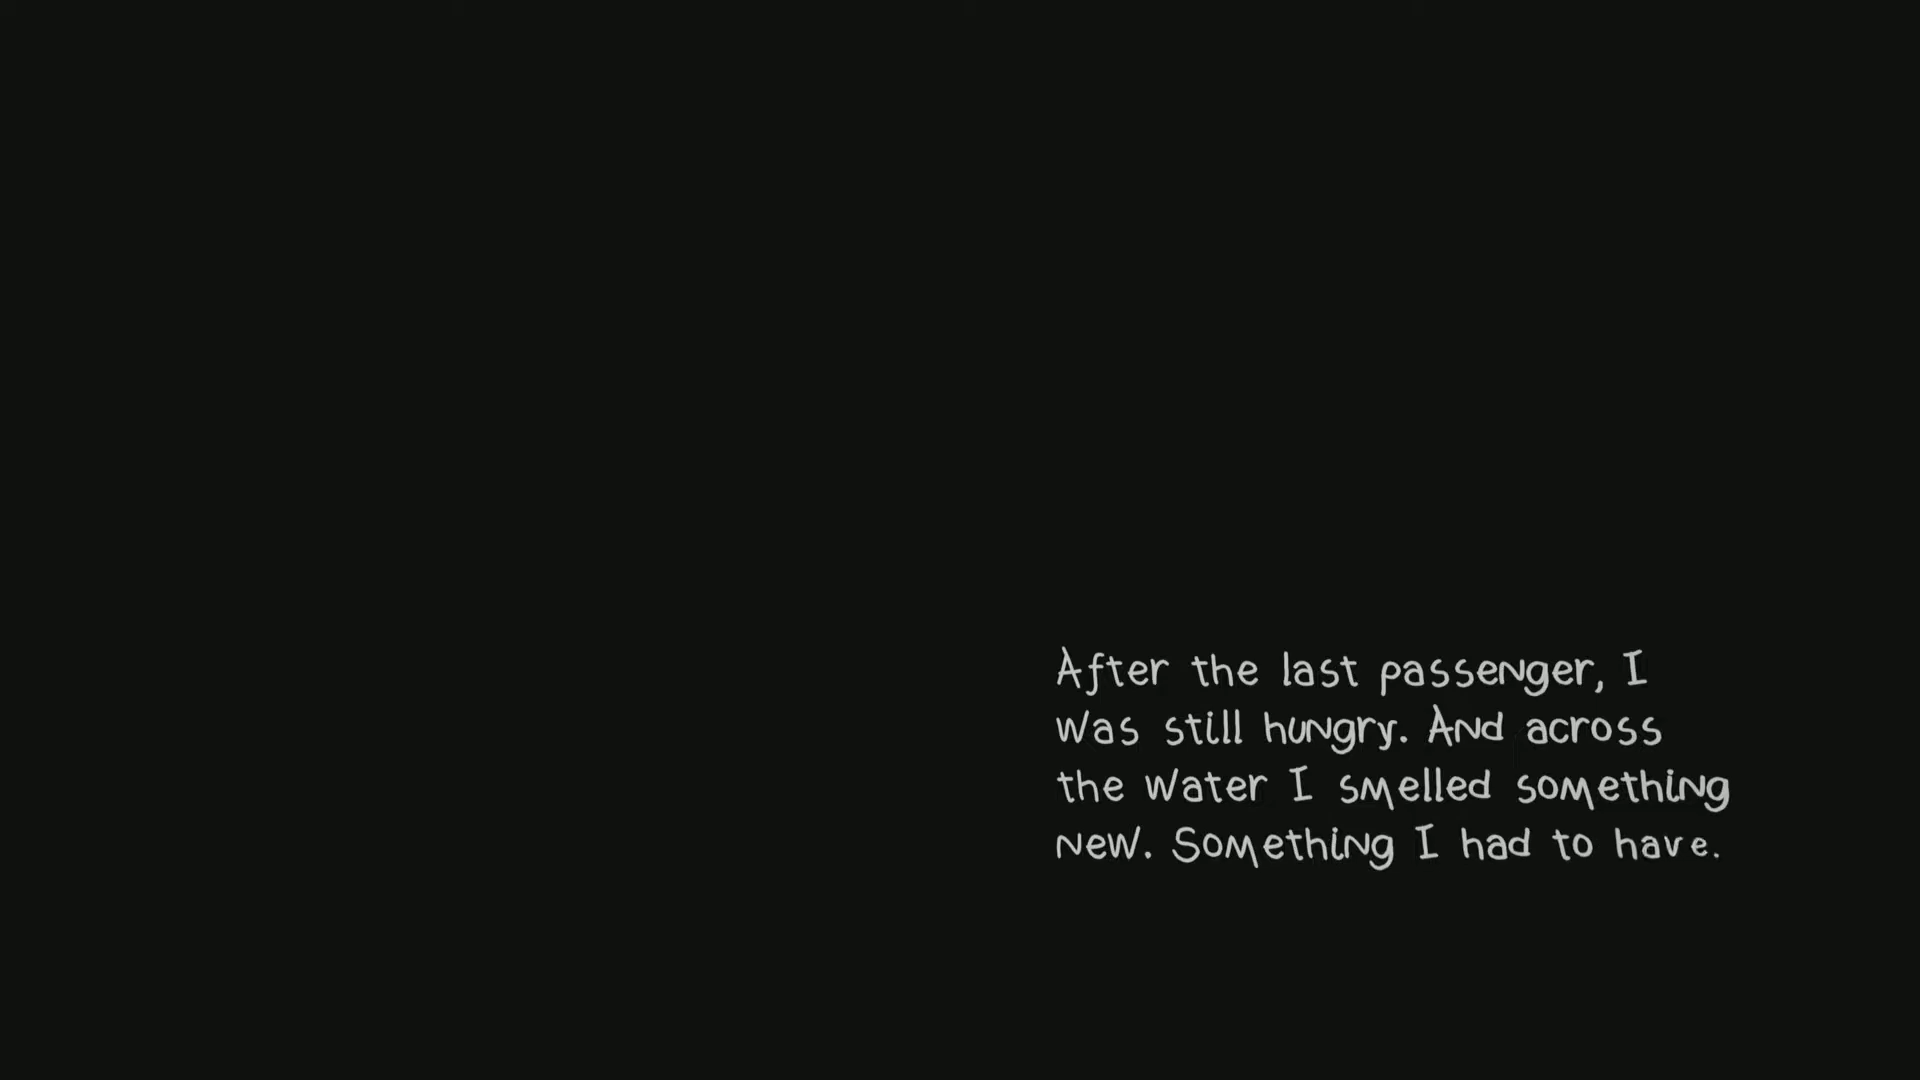 After the last passenger, I
was still hungry. And across
the water I smelled something
new. Something I had to have.